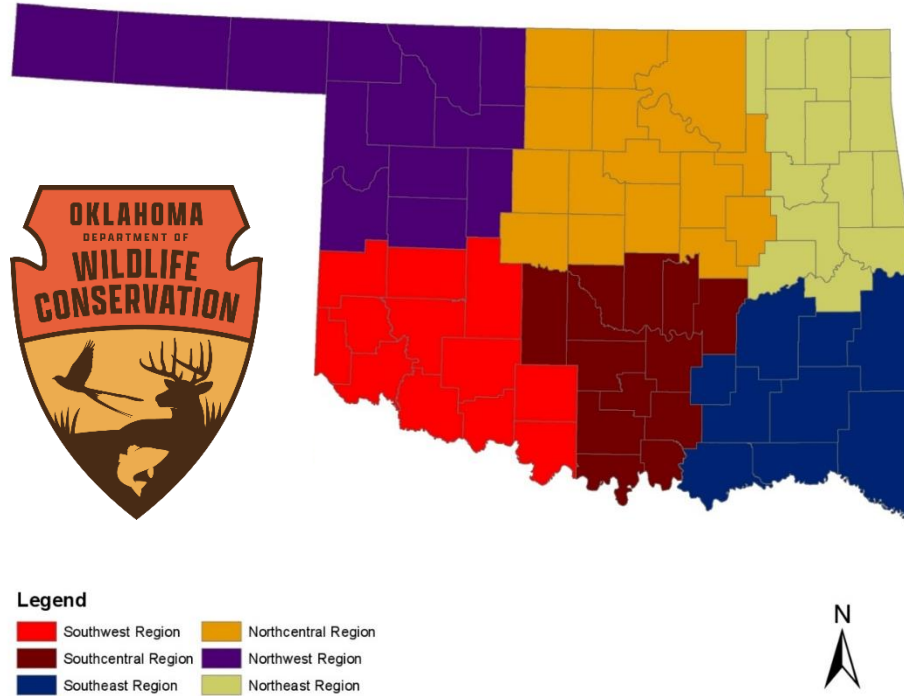 OKLAHOMA
DEPARTMENT OF
WILDLIFE
CONSERVATION
Legend
Southwest Region
Northcentral Region
Southcentral Region
Northwest Region
Southeast Region
Northeast Region
N